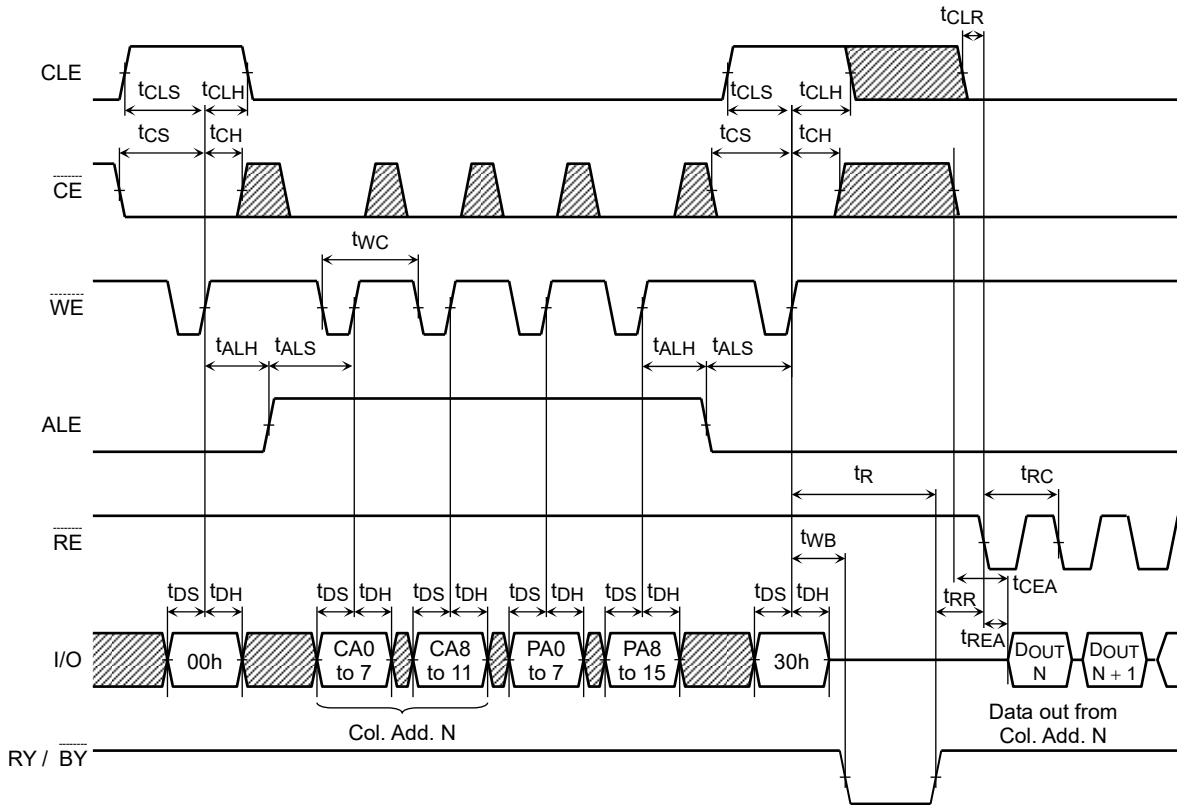 tCLR
CLE
tCLS tCLH tCLS tCLH
tCS tCH tCS tCH
CE
tWC
WE
tALH tALS tALH tALS
ALE
tR tRC
RE
tWB
tDS tDH tDS tDH tDS tDH tDS tDH tDS tDH tDS tDH tRR tCEA
tREA
I/O 00h CA0 to 7 CA8 to 11 PA0 to 7 PA8 to 15 30h DOUT N DOUT N + 1
Col. Add. N
Data out from
Col. Add. N
RY / BY